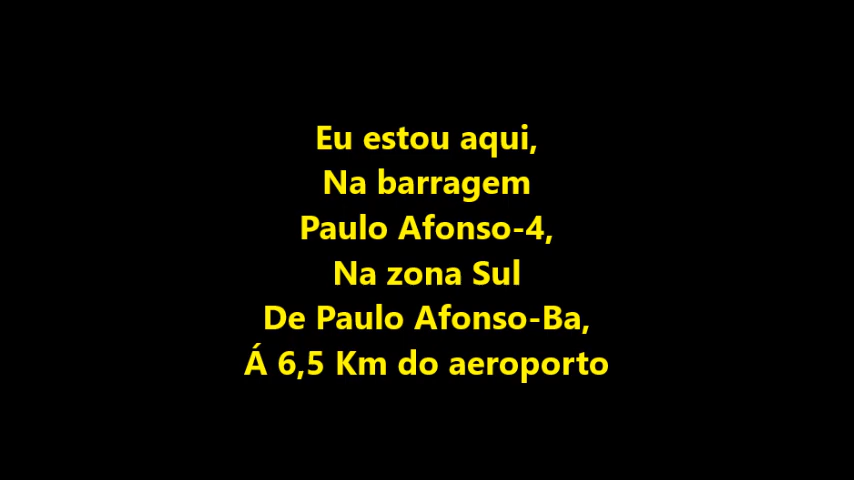 Eu estou aqui,
Na barragem
Paulo Afonso-4,
Na zona Sul
De Paulo Afonso-Ba,
Á 6,5 Km do aeroporto